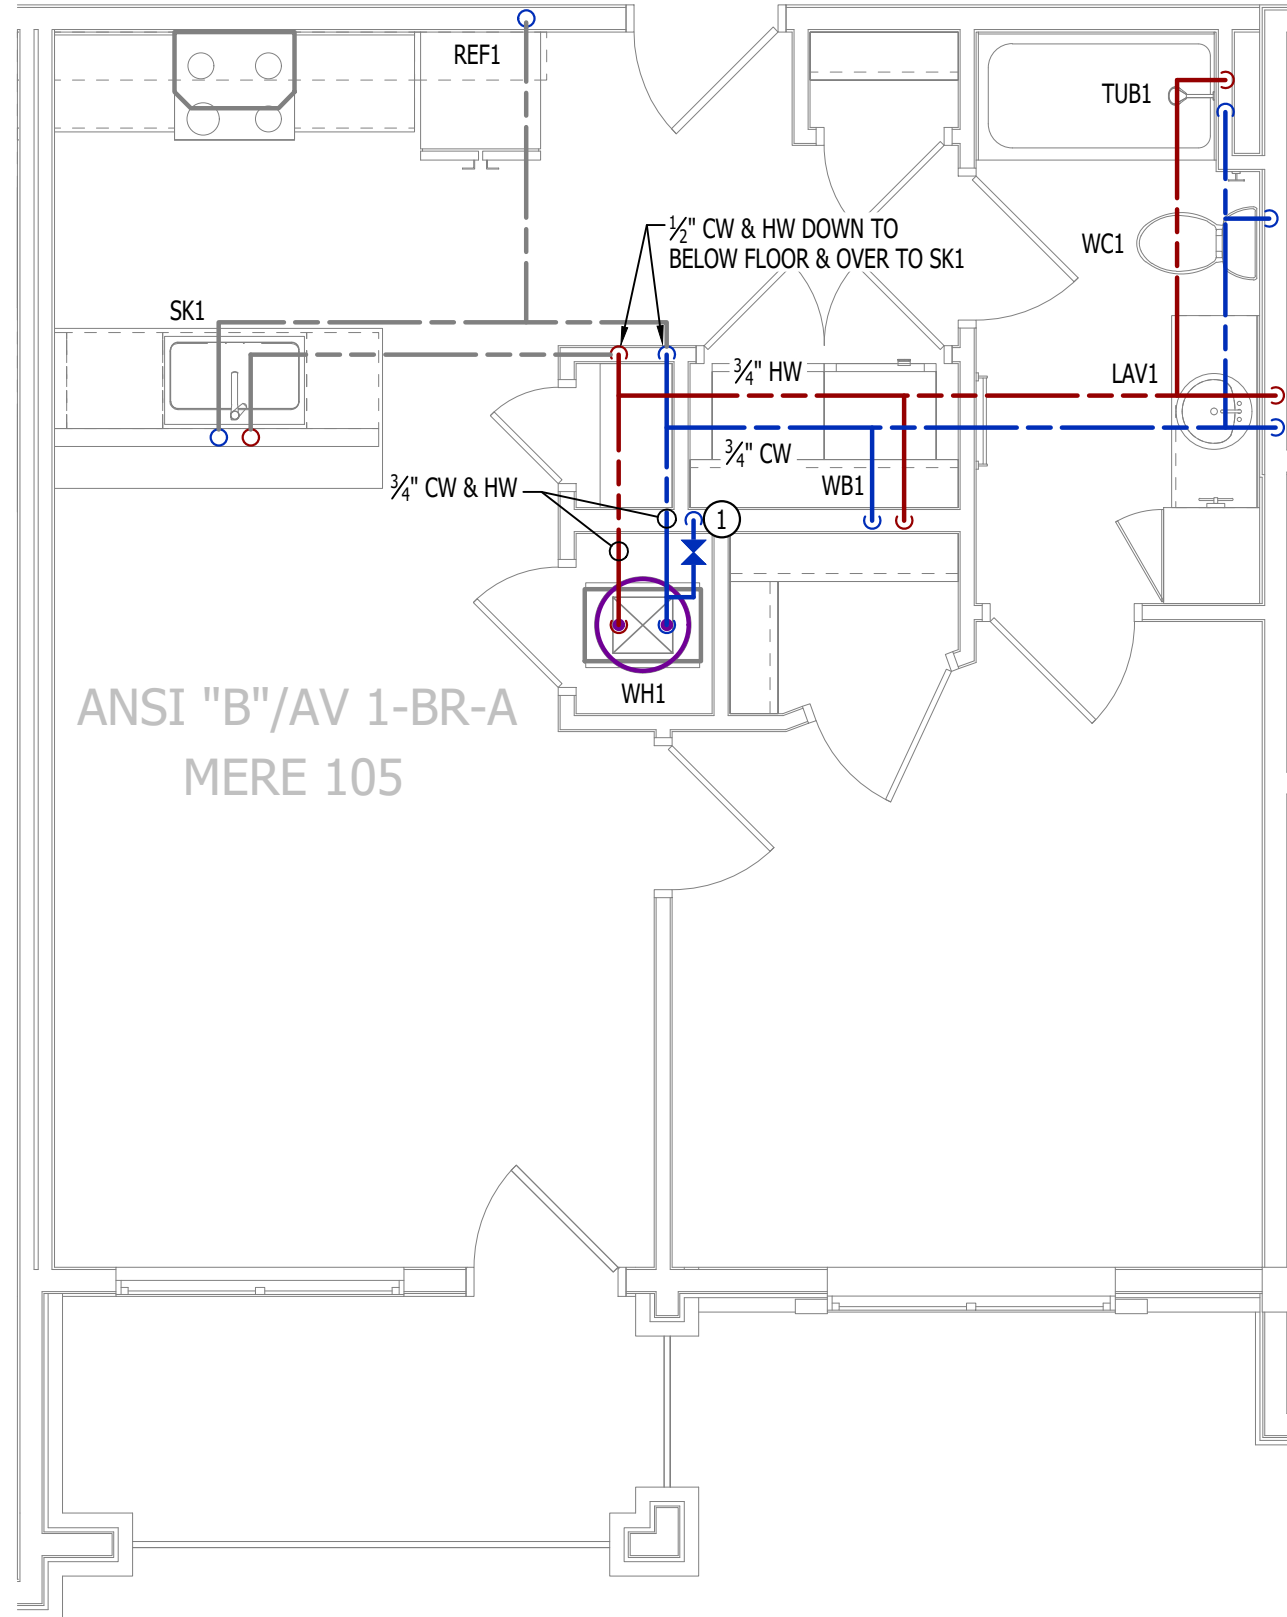 REF1
TUB1
½" CW & HW DOWN TO
BELOW FLOOR & OVER TO SK1
WC1
SK1
¾" HW
LAV1
¾" CW
¾" CW & HW
WB1
1
WH1
ANSI "B"/AV 1-BR-A
MERE 105